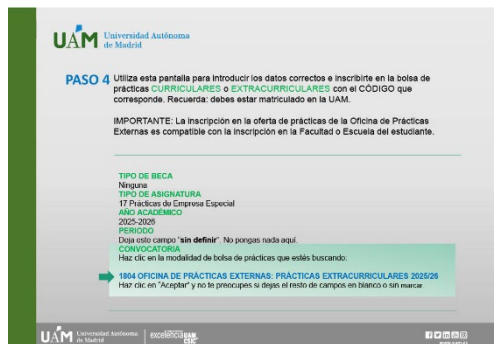 UAM Universidad Autónoma
de Madrid
PASO 4 Utiliza esta pantalla para introducir los datos correctos e inscribirte en la bolsa de
prácticas CURRICULARES o EXTRACURRICULARES con el CÓDIGO que
corresponde. Recuerda: debes estar matriculado en la UAM.
IMPORTANTE: La inscripción en la oferta de prácticas de la Oficina de Prácticas
Externas es compatible con la inscripción en la Facultad o Escuela del estudiante.
TIPO DE BECA
Ninguna
TIPO DE ASIGNATURA
17 Prácticas de Empresa Especial
AÑO ACADÉMICO
2025-2026
PERIODO
Deja esto campo "sin definir". No pongas nada aquí.
CONVOCATORIA
Haz clic en la modalidad de bolsa de prácticas que estés buscando:
1804 OFICINA DE PRÁCTICAS EXTERNAS: PRÁCTICAS EXTRACURRICULARES 2025/26
Haz clic en "Aceptar" y no te preocupes si dejas el resto de campos en blanco o sin marcar.
UAM Universidad Autónoma
de Madrid
excelencia UAM
CSIC